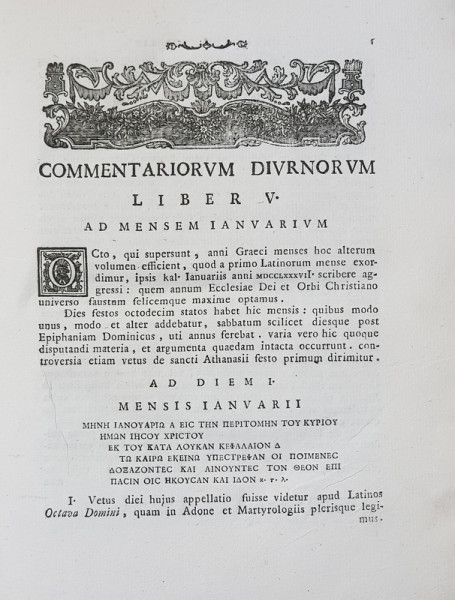 5
COMMENTARIORVM DIVRNORVM
LIBER V.
AD MENSEM IANVARIVM
OCto, qui supersunt, anni Graeci menses hoc alterum
volumen efficient, quod a primo Latinorum mense exor-
dimur, ipsis kal. Ianuariis anni MDCCLXXXVII. scribere ag-
gressi: quem annum Ecclesiae Dei et Orbi Christiano
universo faustum felicemque maxime optamus.
Dies festos octodecim statos habet hic mensis: quibus modo
unus, modo et alter addebatur, sabbatum scilicet diesque post
Epiphaniam Dominicus, uti annus ferebat. varia vero hic quoque
disputandi materia, et argumenta quaedam intacta occurrunt. con-
troversia etiam vetus de sancti Athanasii festo primum dirimitur.
AD DIEM I.
MENSIS IANVARII
ΜΗΝΗ ΙΑΝΟΥΑΡΙΩ Α ΕΙΣ ΤΗΝ ΠΕΡΙΤΟΜΗΝ ΤΟΥ ΚΥΡΙΟΥ
ΗΜΩΝ ΙΗΣΟΥ ΧΡΙΣΤΟΥ
ΕΚ ΤΟΥ ΚΑΤΑ ΛΟΥΚΑΝ ΚΕΦΑΛΑΙΟΝ Δ
ΤΩ ΚΑΙΡΩ ΕΚΕΙΝΩ ΥΠΕΣΤΡΕΦΑΝ ΟΙ ΠΟΙΜΕΝΕΣ
ΔΟΞΑΖΟΝΤΕΣ ΚΑΙ ΑΙΝΟΥΝΤΕΣ ΤΟΝ ΘΕΟΝ ΕΠΙ
ΠΑΣΙΝ ΟΙΣ ΗΚΟΥΣΑΝ ΚΑΙ ΙΔΟΝ κ. τ. λ.
I. Vetus diei hujus appellatio fuisse videtur apud Latinos
Octava Domini, quam in Adone et Martyrologiis plerisque legi-
mus.